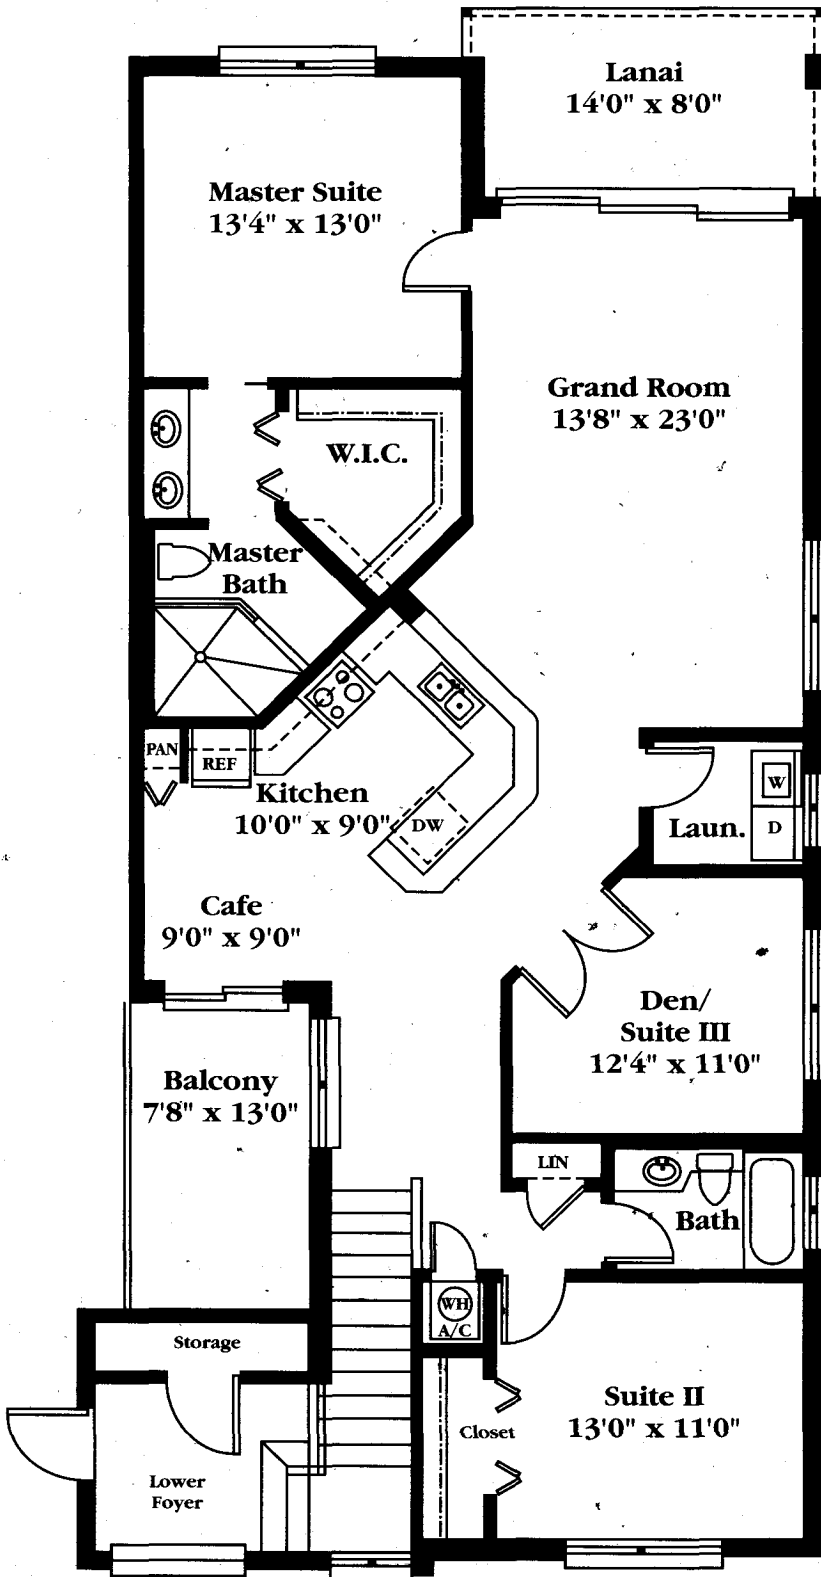 Lanai
14'0" x 8'0"
Master Suite
13'4" x 13'0"
Grand Room
13'8" x 23'0"
W.I.C.
Master
Bath
PAN
REF
Kitchen
10'0" x 9'0"
DW
W
D
Laun.
Cafe
9'0" x 9'0"
Den/
Suite III
12'4" x 11'0"
Balcony
7'8" x 13'0"
LIN
Bath
WH
A/C
Storage
Suite II
13'0" x 11'0"
Closet
Lower
Foyer